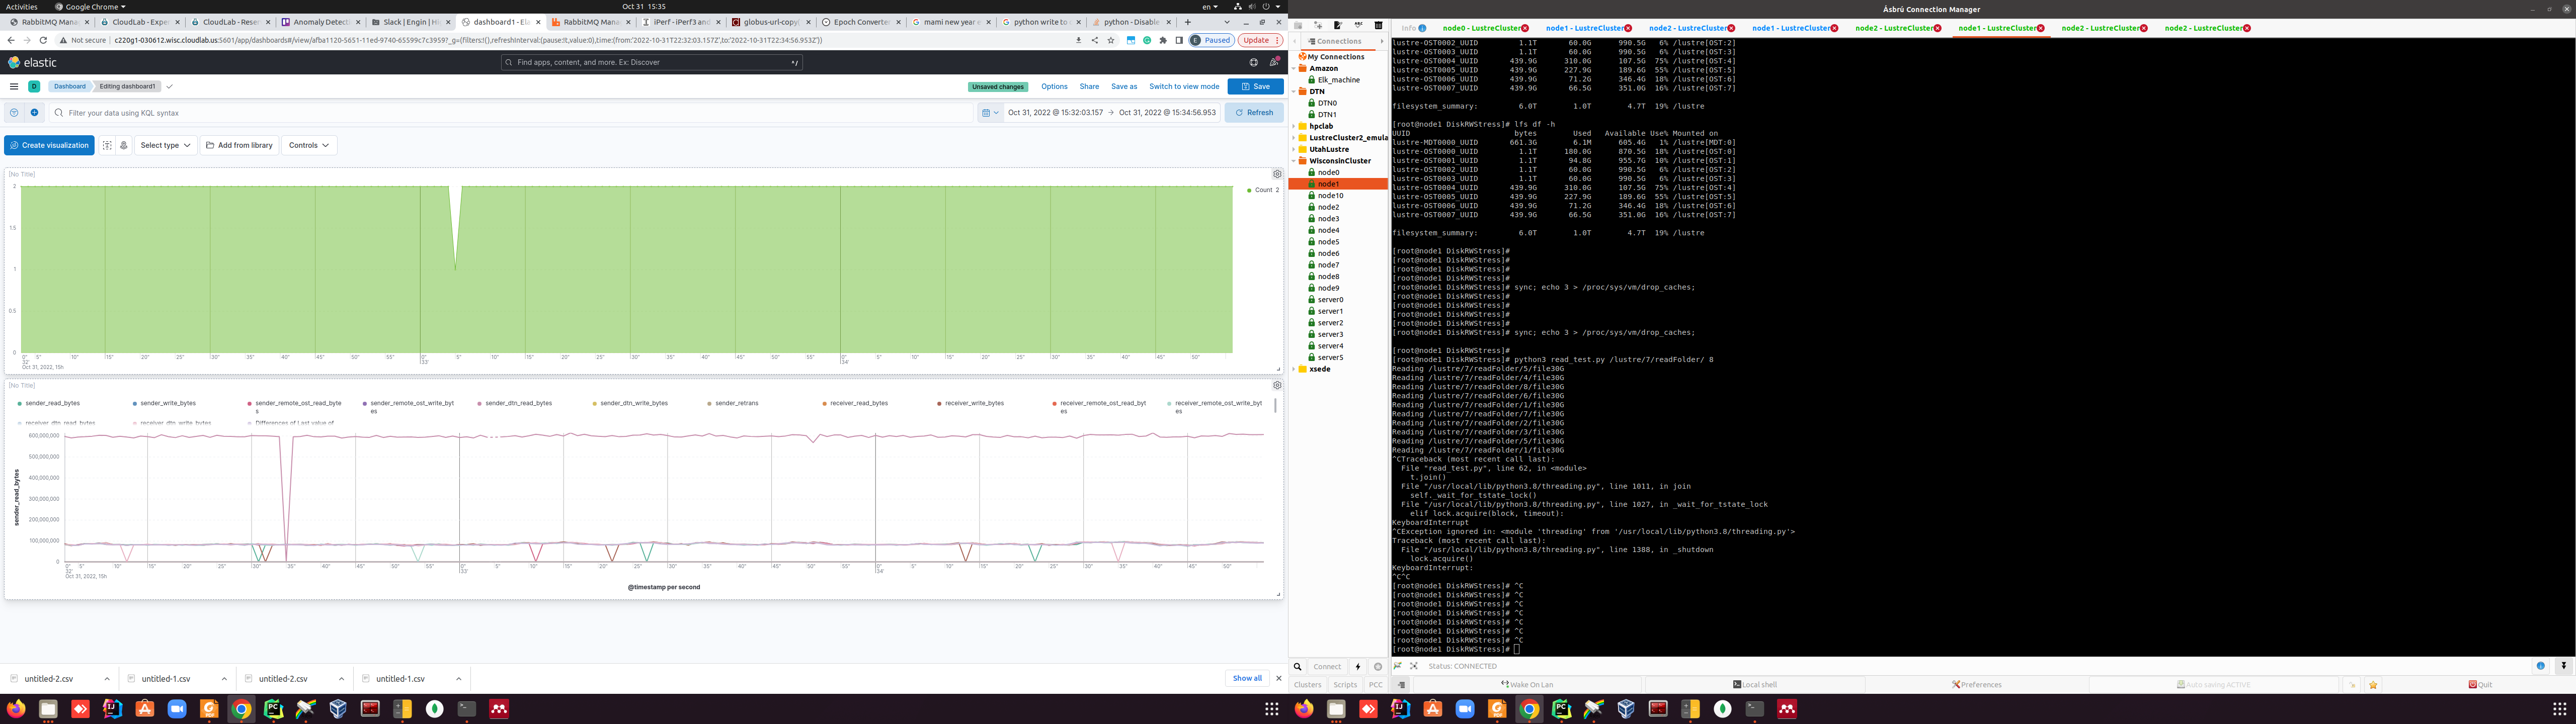 Activities
Google Chrome
Oct 31 15:35
en
RabbitMQ Mana
CloudLab - Expe
CloudLab - Rese
Anomaly Detect
Slack | Engin | H
dashboard1 - Ela
RabbitMQ Mana
iPerf - iPerf3 and
globus-url-copy
Epoch Converte
mami new year e
python write to c
python - Disable
Not secure | c220g1-030612.wisc.cloudlab.us:5601/app/dashboards#/view/afba1120-5651-11ed-9740-65599c7c3959?_g=(filters:!(),refreshInterval:(pause:!t,value:0),time:(from:'2022-10-31T22:32:03.157Z',to:'2022-10-31T22:34:56.953Z'))
E Paused
Update
elastic
Find apps, content, and more. Ex: Discover
D
Dashboard
Editing dashboard1
Unsaved changes
Options
Share
Save as
Switch to view mode
Save
Filter your data using KQL syntax
Oct 31, 2022 @ 15:32:03.157 → Oct 31, 2022 @ 15:34:56.953
Refresh
Create visualization
Select type
Add from library
Controls
[No Title]
Count 2
2
1.5
1
0.5
0
Oct 31, 2022, 15h
[No Title]
sender_read_bytes
sender_write_bytes
sender_remote_ost_read_bytes
sender_remote_ost_write_bytes
sender_dtn_read_bytes
sender_dtn_write_bytes
sender_retrans
receiver_read_bytes
receiver_write_bytes
receiver_remote_ost_read_bytes
receiver_remote_ost_write_bytes
receiver_dtn_read_bytes
receiver_dtn_write_bytes
Differences of Last value of
600,000,000
500,000,000
400,000,000
300,000,000
200,000,000
100,000,000
0
sender_read_bytes
Oct 31, 2022, 15h
@timestamp per second
untitled-2.csv
untitled-1.csv
untitled-2.csv
untitled-1.csv
Show all
Ásbrú Connection Manager
Info
node0 - LustreCluster
node1 - LustreCluster
node2 - LustreCluster
node1 - LustreCluster
node2 - LustreCluster
node1 - LustreCluster
node2 - LustreCluster
node2 - LustreCluster
Connections
My Connections
Amazon
Elk_machine
DTN
DTN0
DTN1
hpclab
LustreCluster2_emula
UtahLustre
WisconsinCluster
node0
node1
node10
node2
node3
node4
node5
node6
node7
node8
node9
server0
server1
server2
server3
server4
server5
xsede
Connect
Clusters
Scripts
PCC
lustre-OST0002_UUID 1.1T 60.0G 990.5G 6% /lustre[OST:2]
lustre-OST0003_UUID 1.1T 60.0G 990.5G 6% /lustre[OST:3]
lustre-OST0004_UUID 439.9G 310.0G 107.5G 75% /lustre[OST:4]
lustre-OST0005_UUID 439.9G 227.9G 189.6G 55% /lustre[OST:5]
lustre-OST0006_UUID 439.9G 71.2G 346.4G 18% /lustre[OST:6]
lustre-OST0007_UUID 439.9G 66.5G 351.0G 16% /lustre[OST:7]
filesystem_summary: 6.0T 1.0T 4.7T 19% /lustre
[root@node1 DiskRWStress]# lfs df -h
UUID bytes Used Available Use% Mounted on
lustre-MDT0000_UUID 661.3G 6.1M 605.4G 1% /lustre[MDT:0]
lustre-OST0000_UUID 1.1T 180.0G 870.5G 18% /lustre[OST:0]
lustre-OST0001_UUID 1.1T 94.8G 955.7G 10% /lustre[OST:1]
lustre-OST0002_UUID 1.1T 60.0G 990.5G 6% /lustre[OST:2]
lustre-OST0003_UUID 1.1T 60.0G 990.5G 6% /lustre[OST:3]
lustre-OST0004_UUID 439.9G 310.0G 107.5G 75% /lustre[OST:4]
lustre-OST0005_UUID 439.9G 227.9G 189.6G 55% /lustre[OST:5]
lustre-OST0006_UUID 439.9G 71.2G 346.4G 18% /lustre[OST:6]
lustre-OST0007_UUID 439.9G 66.5G 351.0G 16% /lustre[OST:7]
filesystem_summary: 6.0T 1.0T 4.7T 19% /lustre
[root@node1 DiskRWStress]#
[root@node1 DiskRWStress]#
[root@node1 DiskRWStress]#
[root@node1 DiskRWStress]#
[root@node1 DiskRWStress]# sync; echo 3 > /proc/sys/vm/drop_caches;
[root@node1 DiskRWStress]#
[root@node1 DiskRWStress]#
[root@node1 DiskRWStress]#
[root@node1 DiskRWStress]#
[root@node1 DiskRWStress]# sync; echo 3 > /proc/sys/vm/drop_caches;
[root@node1 DiskRWStress]#
[root@node1 DiskRWStress]# python3 read_test.py /lustre/7/readFolder/ 8
Reading /lustre/7/readFolder/5/file30G
Reading /lustre/7/readFolder/4/file30G
Reading /lustre/7/readFolder/8/file30G
Reading /lustre/7/readFolder/6/file30G
Reading /lustre/7/readFolder/1/file30G
Reading /lustre/7/readFolder/7/file30G
Reading /lustre/7/readFolder/2/file30G
Reading /lustre/7/readFolder/3/file30G
Reading /lustre/7/readFolder/5/file30G
Reading /lustre/7/readFolder/1/file30G
^CTraceback (most recent call last):
File "read_test.py", line 62, in <module>
t.join()
File "/usr/local/lib/python3.8/threading.py", line 1011, in join
self._wait_for_tstate_lock()
File "/usr/local/lib/python3.8/threading.py", line 1027, in _wait_for_tstate_lock
elif lock.acquire(block, timeout):
KeyboardInterrupt
^CException ignored in: <module 'threading' from '/usr/local/lib/python3.8/threading.py'>
Traceback (most recent call last):
File "/usr/local/lib/python3.8/threading.py", line 1388, in _shutdown
lock.acquire()
KeyboardInterrupt:
^C^C
[root@node1 DiskRWStress]# ^C
[root@node1 DiskRWStress]# ^C
[root@node1 DiskRWStress]# ^C
[root@node1 DiskRWStress]# ^C
[root@node1 DiskRWStress]# ^C
[root@node1 DiskRWStress]# ^C
[root@node1 DiskRWStress]# ^C
[root@node1 DiskRWStress]#
Status: CONNECTED
Wake On Lan
Local shell
Preferences
Auto saving ACTIVE
Quit